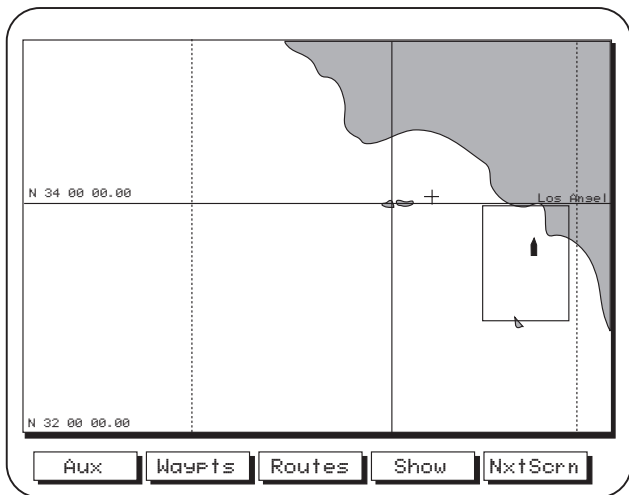 N 34 00 00.00
Los Angel
N 32 00 00.00
Aux Waypts Routes Show NxtScrn